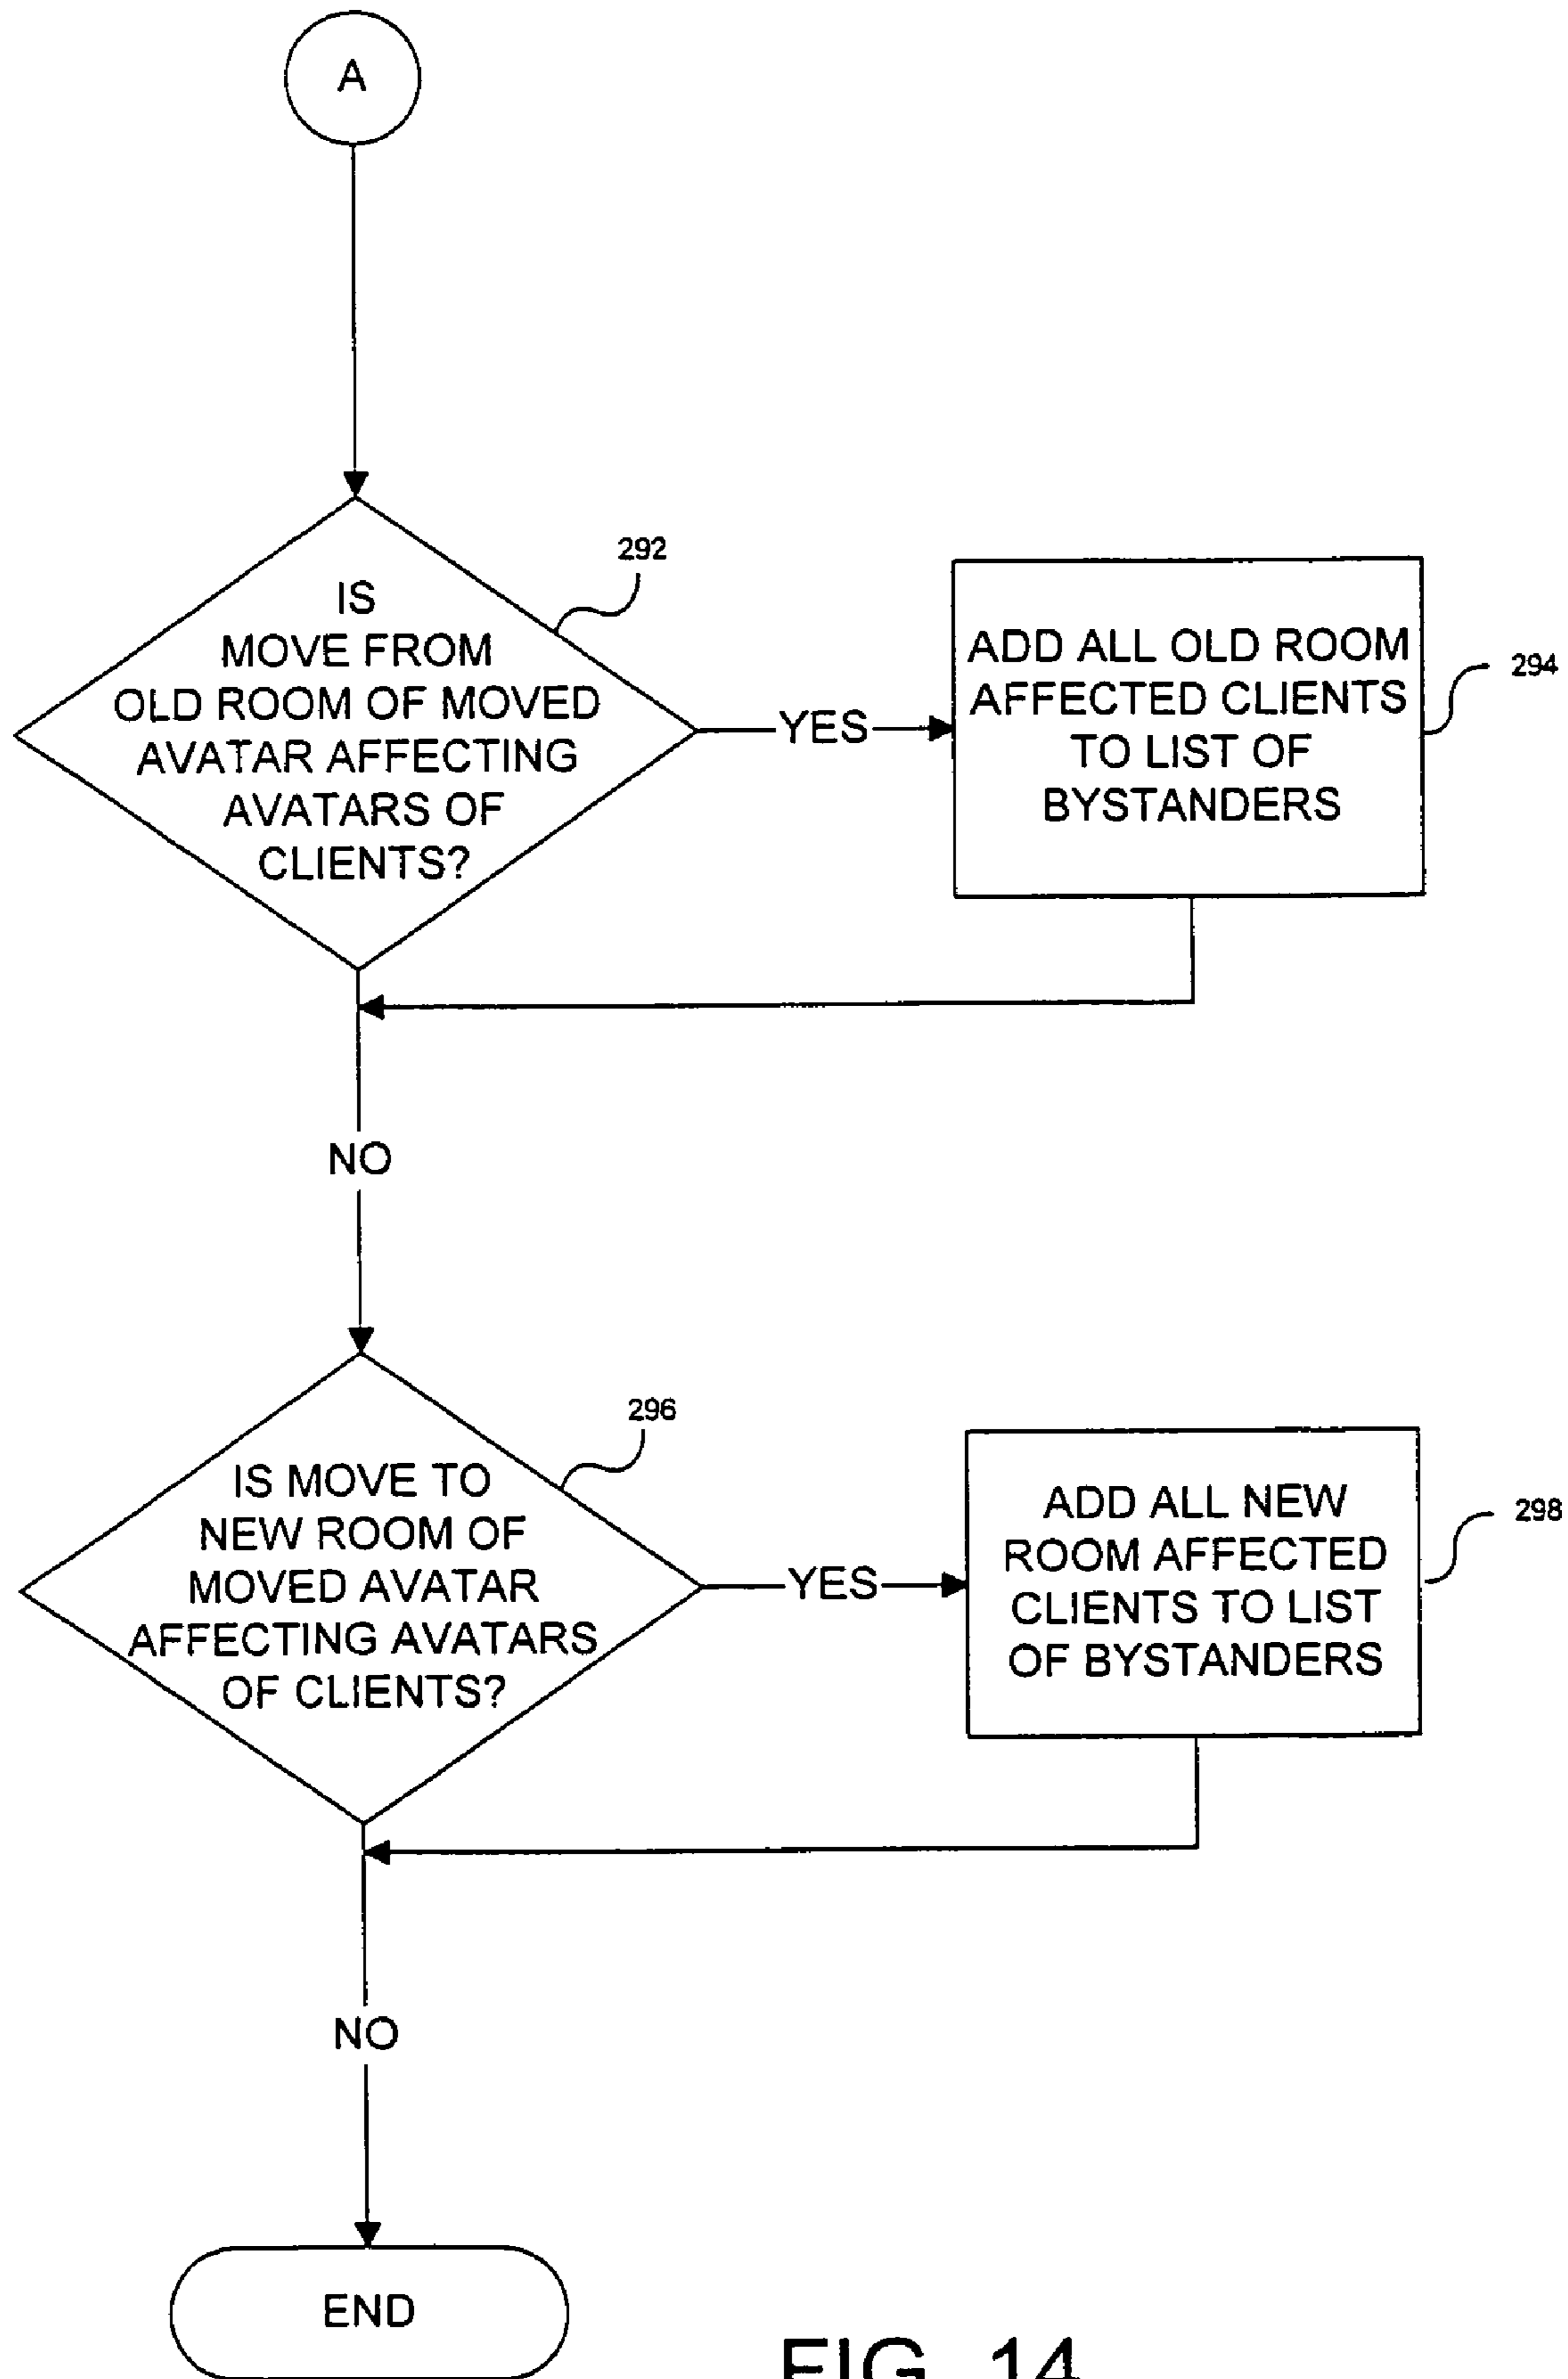 A
292
IS
MOVE FROM
OLD ROOM OF MOVED
AVATAR AFFECTING
AVATARS OF
CLIENTS?
YES
ADD ALL OLD ROOM
AFFECTED CLIENTS
TO LIST OF
BYSTANDERS
294
NO
296
IS MOVE TO
NEW ROOM OF
MOVED AVATAR
AFFECTING AVATARS
OF CLIENTS?
YES
ADD ALL NEW
ROOM AFFECTED
CLIENTS TO LIST
OF BYSTANDERS
298
NO
END
FIG. 14